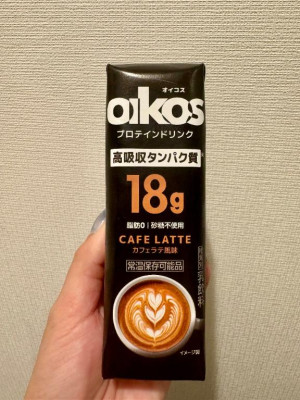 オイコス
oikos
プロテインドリンク
高吸収タンパク質
18g
脂肪0|砂糖不使用
CAFE LATTE
カフェラテ風味
常温保存可能品
イメージ図